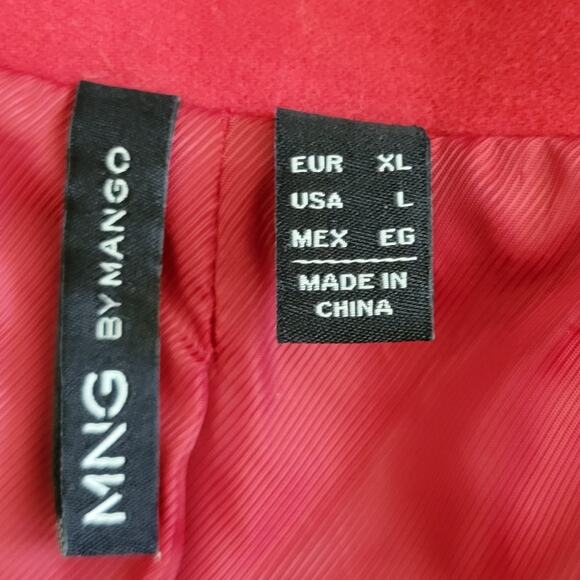 MNG BY MANGO
EUR XL
USA L
MEX EG
MADE IN
CHINA